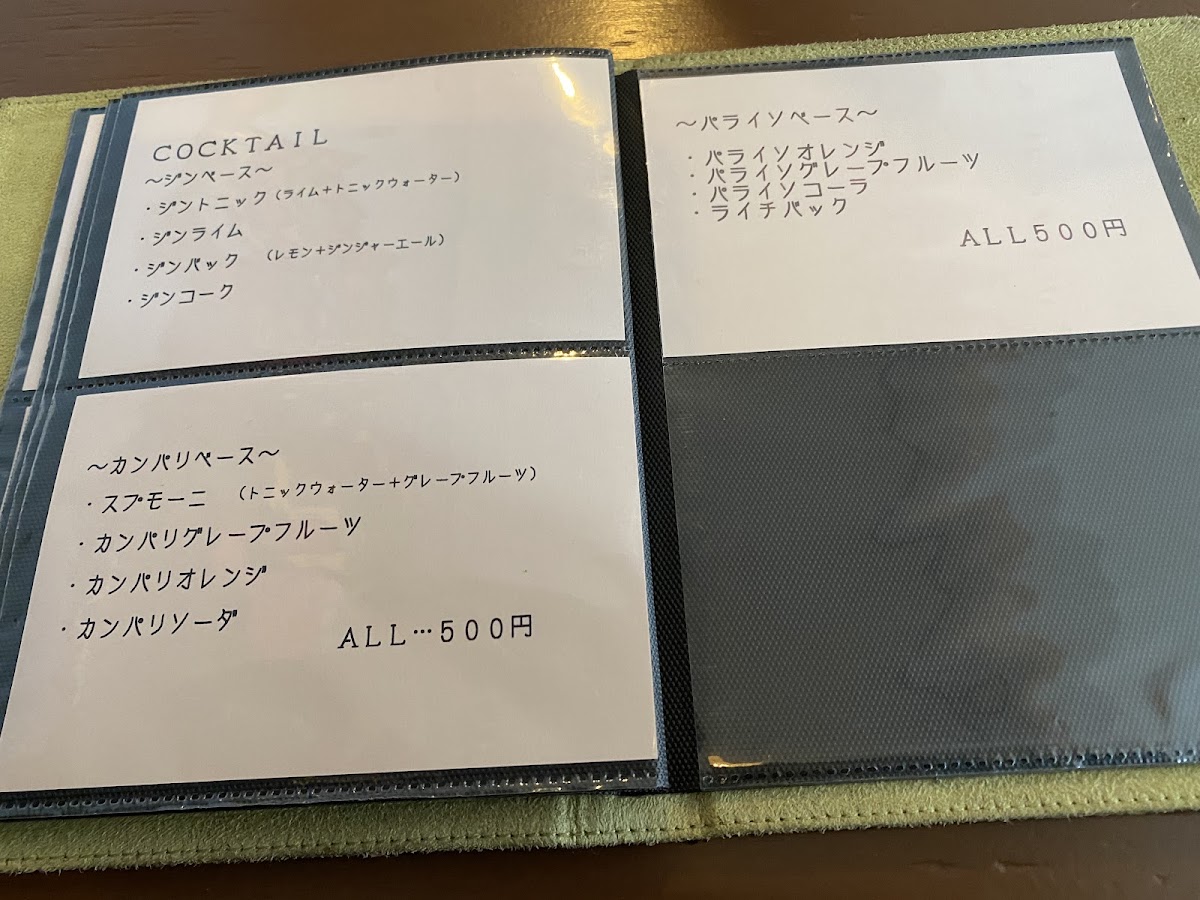 COCKTAIL
～ジンベース～
・ジントニック（ライム＋トニックウォーター）
・ジンライム
・ジンバック （レモン＋ジンジャーエール）
・ジンコーク
～カンパリベース～
・スプモーニ （トニックウォーター＋グレープフルーツ）
・カンパリグレープフルーツ
・カンパリオレンジ
・カンパリソーダ
ALL…500円
～パライソベース～
・パライソオレンジ
・パライソグレープフルーツ
・パライソコーラ
・ライチバック
ALL500円